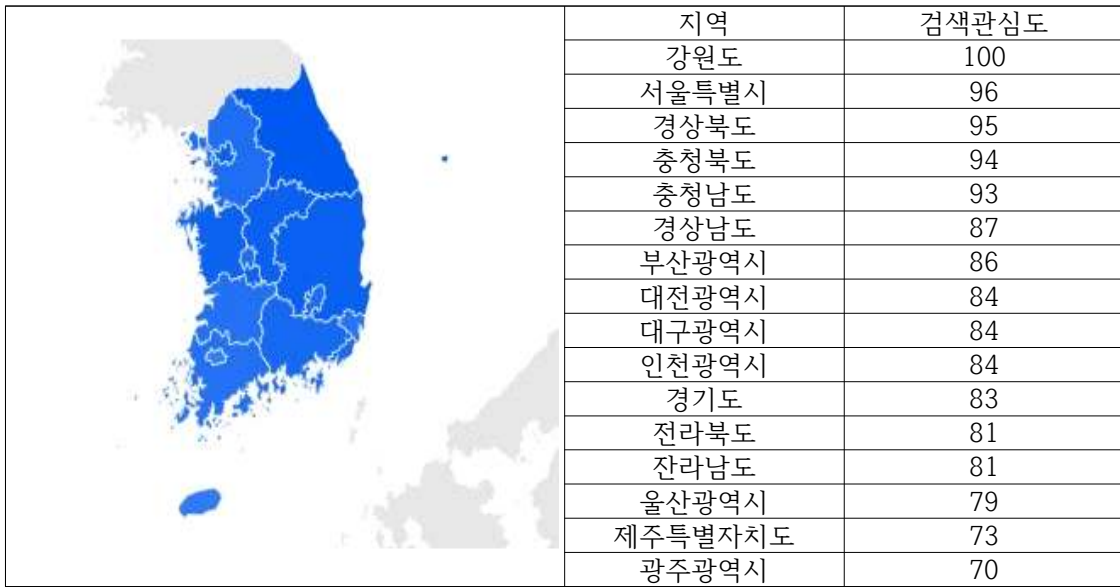 지역 검색관심도
강원도 100
서울특별시 96
경상북도 95
충청북도 94
충청남도 93
경상남도 87
부산광역시 86
대전광역시 84
대구광역시 84
인천광역시 84
경기도 83
전라북도 81
잔라남도 81
울산광역시 79
제주특별자치도 73
광주광역시 70